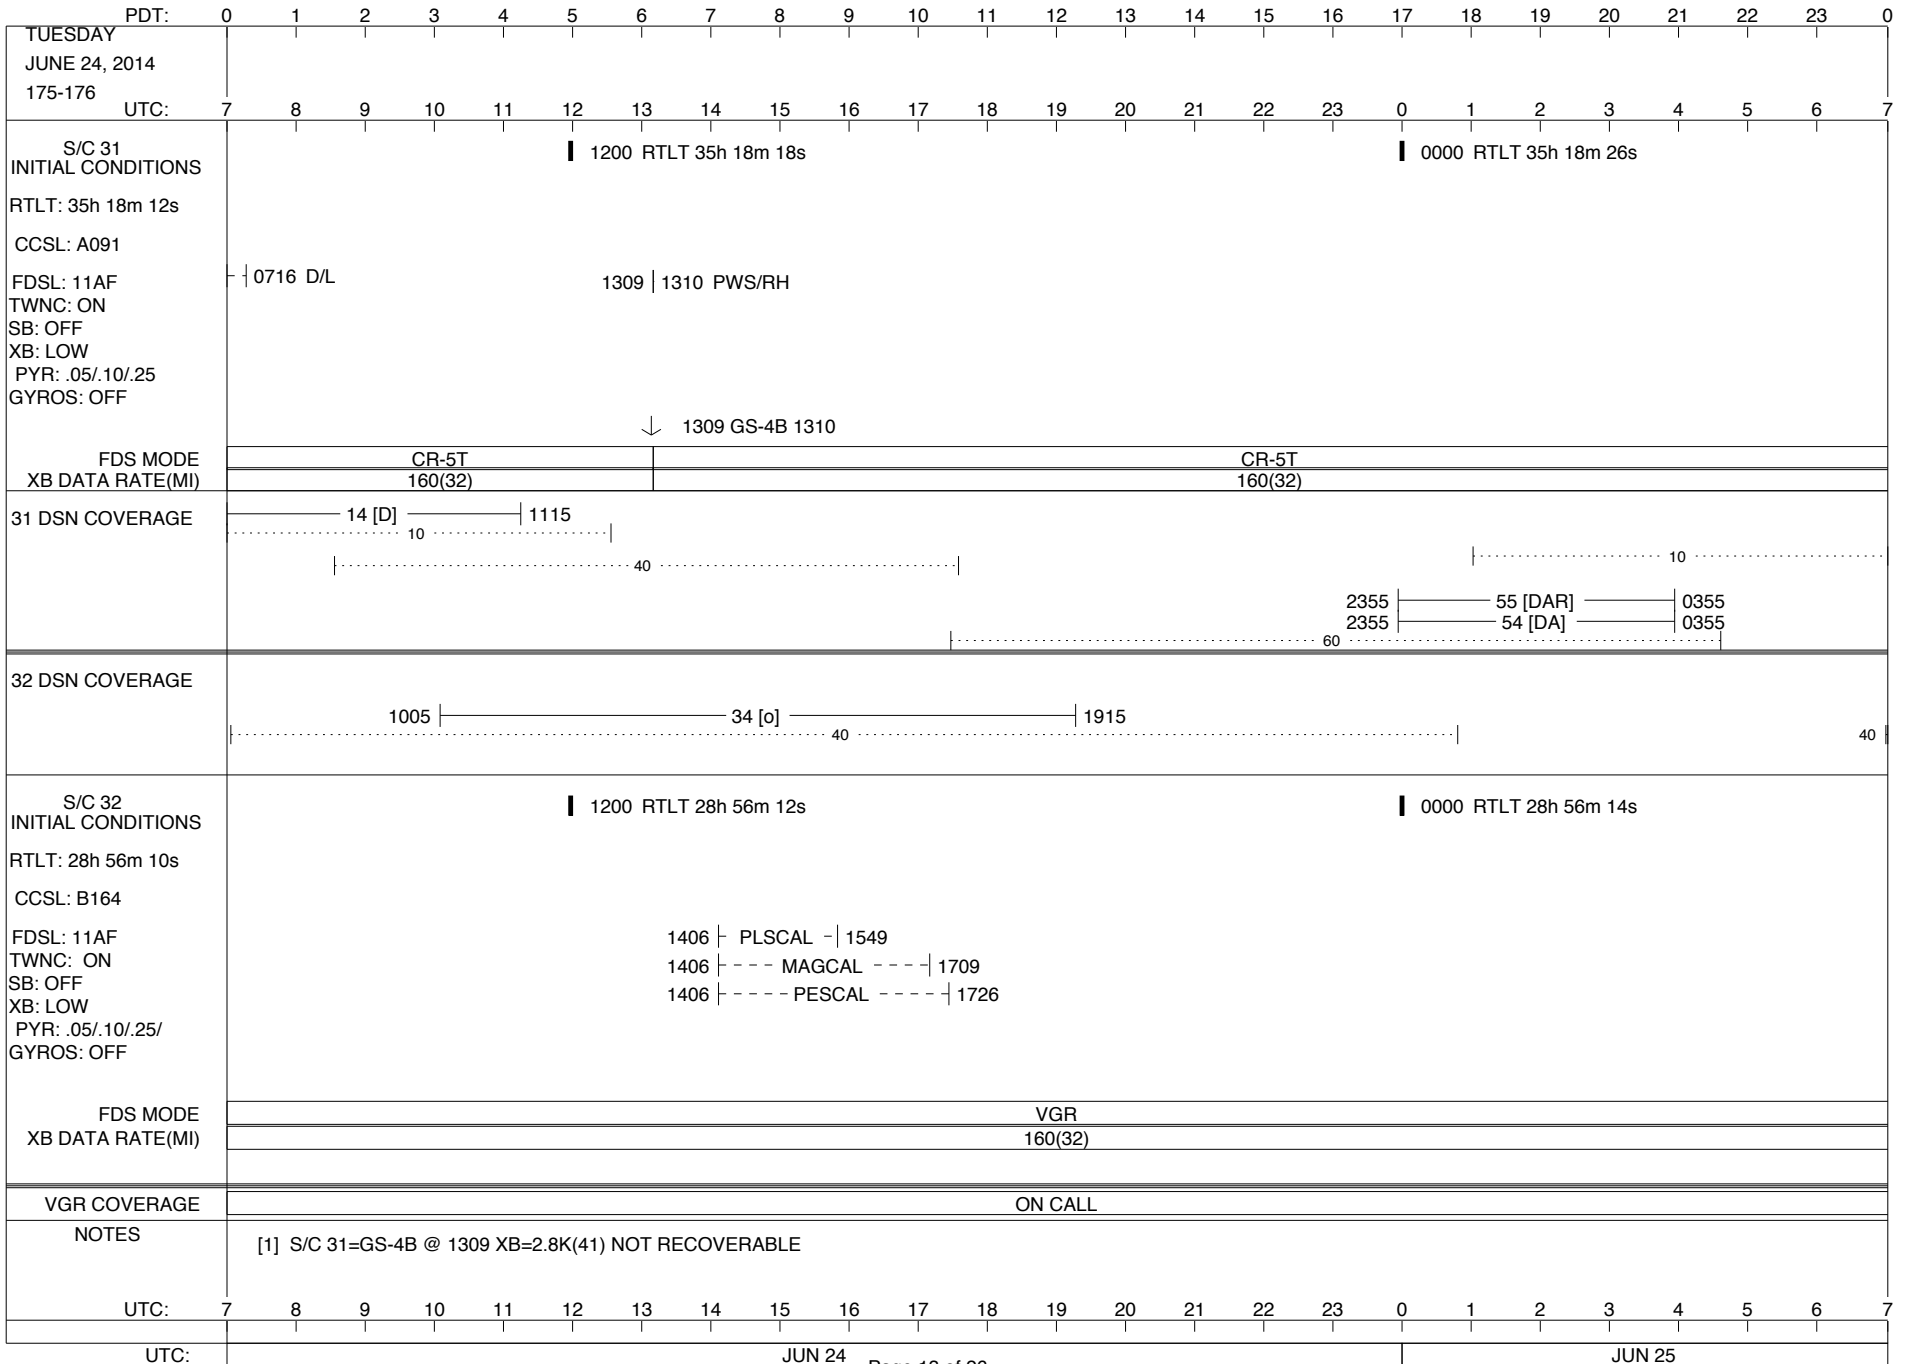 PDT: 0 1 2 3 4 5 6 7 8 9 10 11 12 13 14 15 16 17 18 19 20 21 22 23 0
TUESDAY
JUNE 24, 2014
175-176
UTC: 7 8 9 10 11 12 13 14 15 16 17 18 19 20 21 22 23 0 1 2 3 4 5 6 7
S/C 31
INITIAL CONDITIONS
1200 RTLT 35h 18m 18s
0000 RTLT 35h 18m 26s
RTLT: 35h 18m 12s
CCSL: A091
FDSL: 11AF
0716 D/L
1309 1310 PWS/RH
TWNC: ON
SB: OFF
XB: LOW
PYR: .05/.10/.25
GYROS: OFF
1309 GS-4B 1310
FDS MODE CR-5T CR-5T
XB DATA RATE(MI) 160(32) 160(32)
31 DSN COVERAGE
14 [D] 1115
10
40
10
2355 55 [DAR] 0355
2355 54 [DA] 0355
60
32 DSN COVERAGE
1005 34 [o] 1915
40 40
S/C 32
INITIAL CONDITIONS
1200 RTLT 28h 56m 12s
0000 RTLT 28h 56m 14s
RTLT: 28h 56m 10s
CCSL: B164
FDSL: 11AF
1406 PLSCAL 1549
TWNC: ON
1406 MAGCAL 1709
SB: OFF
1406 PESCAL 1726
XB: LOW
PYR: .05/.10/.25/
GYROS: OFF
FDS MODE VGR
XB DATA RATE(MI) 160(32)
VGR COVERAGE ON CALL
NOTES
[1] S/C 31=GS-4B @ 1309 XB=2.8K(41) NOT RECOVERABLE
UTC: 7 8 9 10 11 12 13 14 15 16 17 18 19 20 21 22 23 0 1 2 3 4 5 6 7
UTC: JUN 24 JUN 25